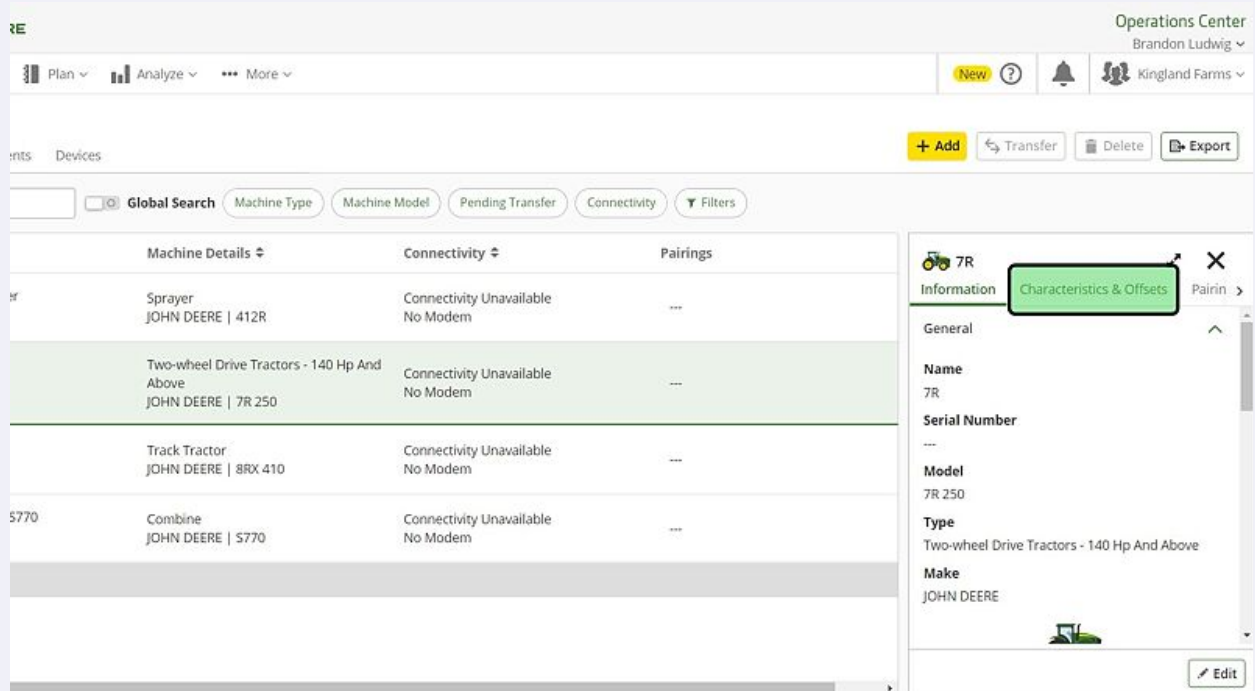 RE
Operations Center
Brandon Ludwig
Plan
Analyze
More
New
Kingland Farms
nts
Devices
+ Add
Transfer
Delete
Export
Global Search
Machine Type
Machine Model
Pending Transfer
Connectivity
Filters
Machine Details
Connectivity
Pairings
er
Sprayer
JOHN DEERE | 412R
Connectivity Unavailable
No Modem
---
Two-wheel Drive Tractors - 140 Hp And
Above
JOHN DEERE | 7R 250
Connectivity Unavailable
No Modem
---
Track Tractor
JOHN DEERE | 8RX 410
Connectivity Unavailable
No Modem
---
S770
Combine
JOHN DEERE | S770
Connectivity Unavailable
No Modem
---
7R
Information
Characteristics & Offsets
Pairin
General
Name
7R
Serial Number
---
Model
7R 250
Type
Two-wheel Drive Tractors - 140 Hp And Above
Make
JOHN DEERE
Edit